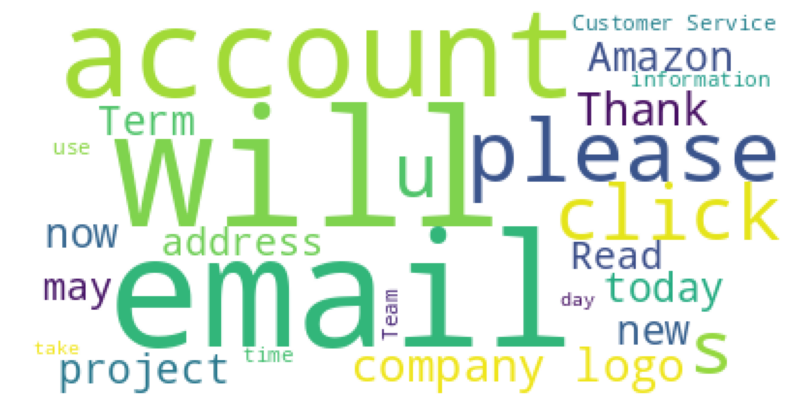 account
Customer Service
Amazon
information
Term
Thank
use
will
u
please
click
now
address
Read
may
email
Team
day
today
new
s
take
project
time
company logo